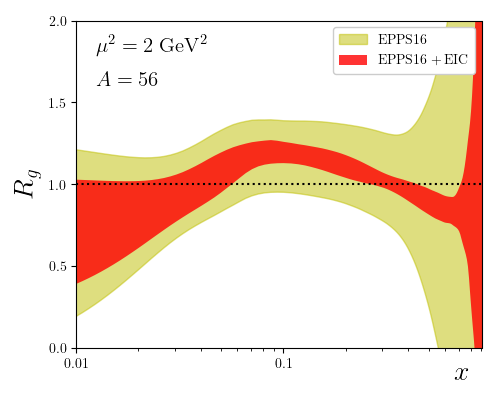 μ² = 2 GeV²
A = 56
EPPS16
EPPS16 + EIC
R_g
2.0
1.5
1.0
0.5
0.0
0.01
0.1
x